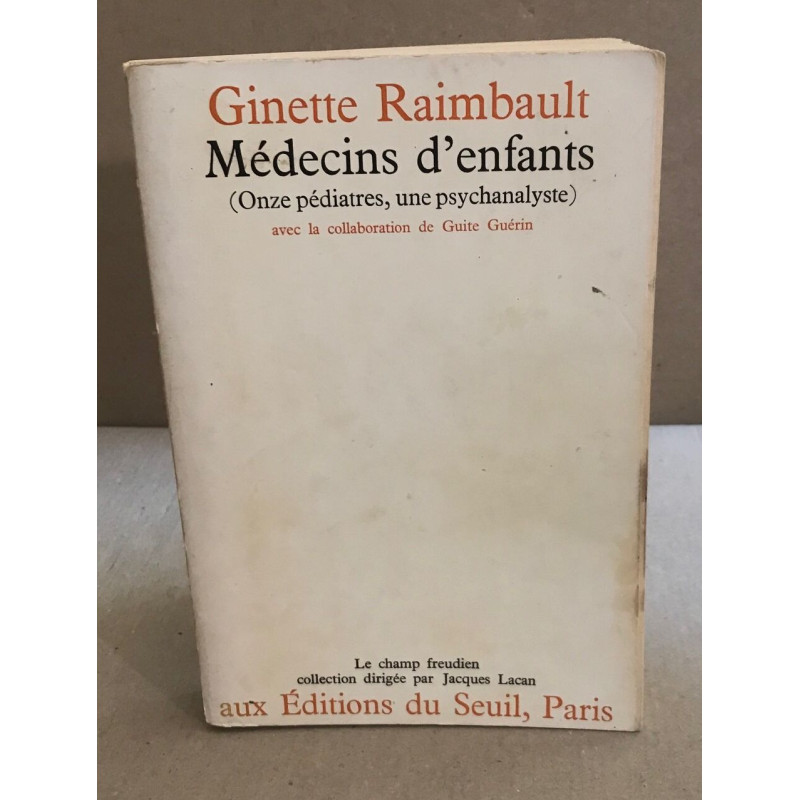 Ginette Raimbault
Médecins d'enfants
(Onze pédiatres, une psychanalyste)
avec la collaboration de Guite Guérin
Le champ freudien
collection dirigée par Jacques Lacan
aux Éditions du Seuil, Paris